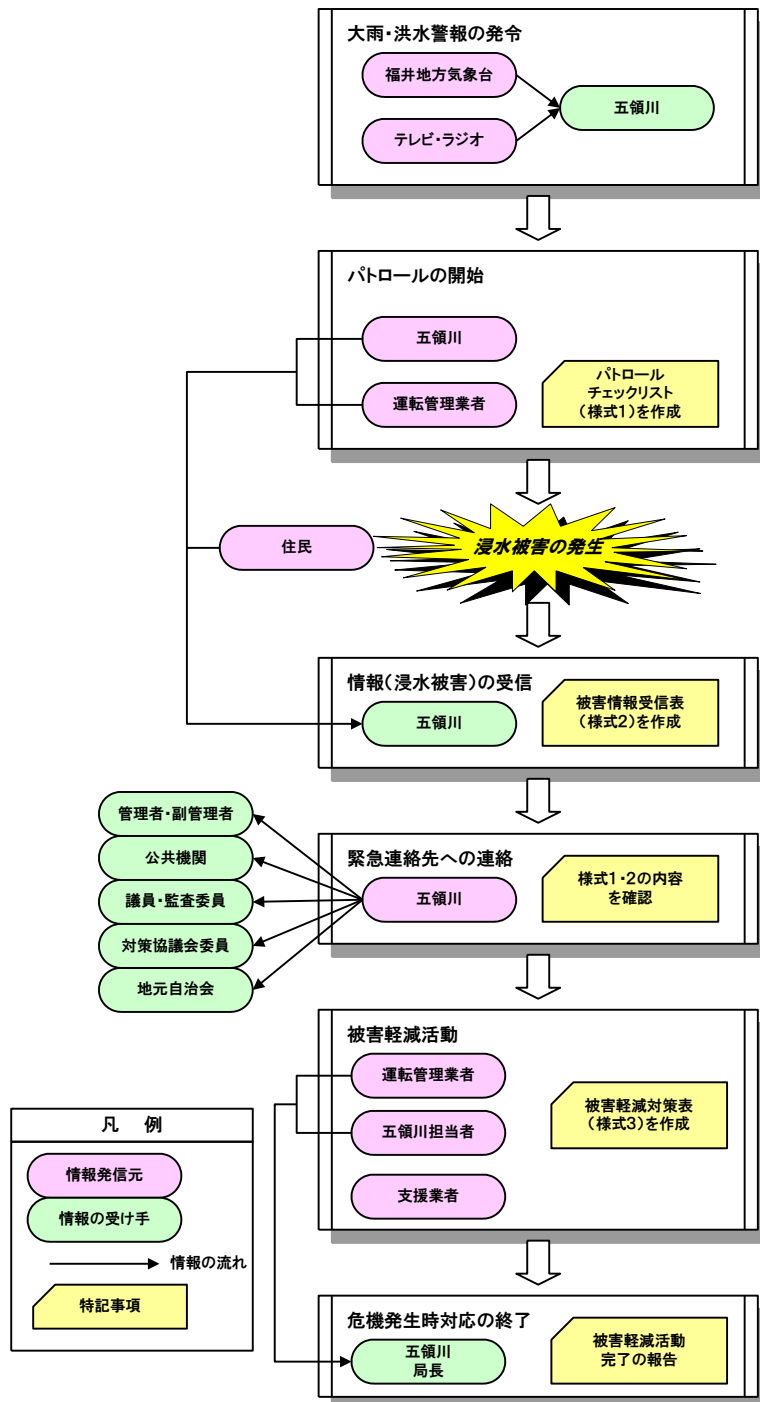 大雨・洪水警報の発令
福井地方気象台
五領川
テレビ・ラジオ
パトロールの開始
五領川
運転管理業者
パトロール
チェックリスト
(様式1)を作成
住民
浸水被害の発生
情報(浸水被害)の受信
五領川
被害情報受信表
(様式2)を作成
緊急連絡先への連絡
五領川
様式1・2の内容
を確認
管理者・副管理者
公共機関
議員・監査委員
対策協議会委員
地元自治会
被害軽減活動
運転管理業者
五領川担当者
支援業者
被害軽減対策表
(様式3)を作成
危機発生時対応の終了
五領川
局長
被害軽減活動
完了の報告
凡 例
情報発信元
情報の受け手
情報の流れ
特記事項